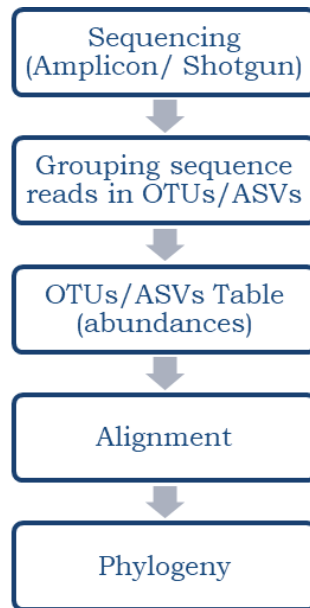 Sequencing
(Amplicon/ Shotgun)
Grouping sequence
reads in OTUs/ASVs
OTUs/ASVs Table
(abundances)
Alignment
Phylogeny